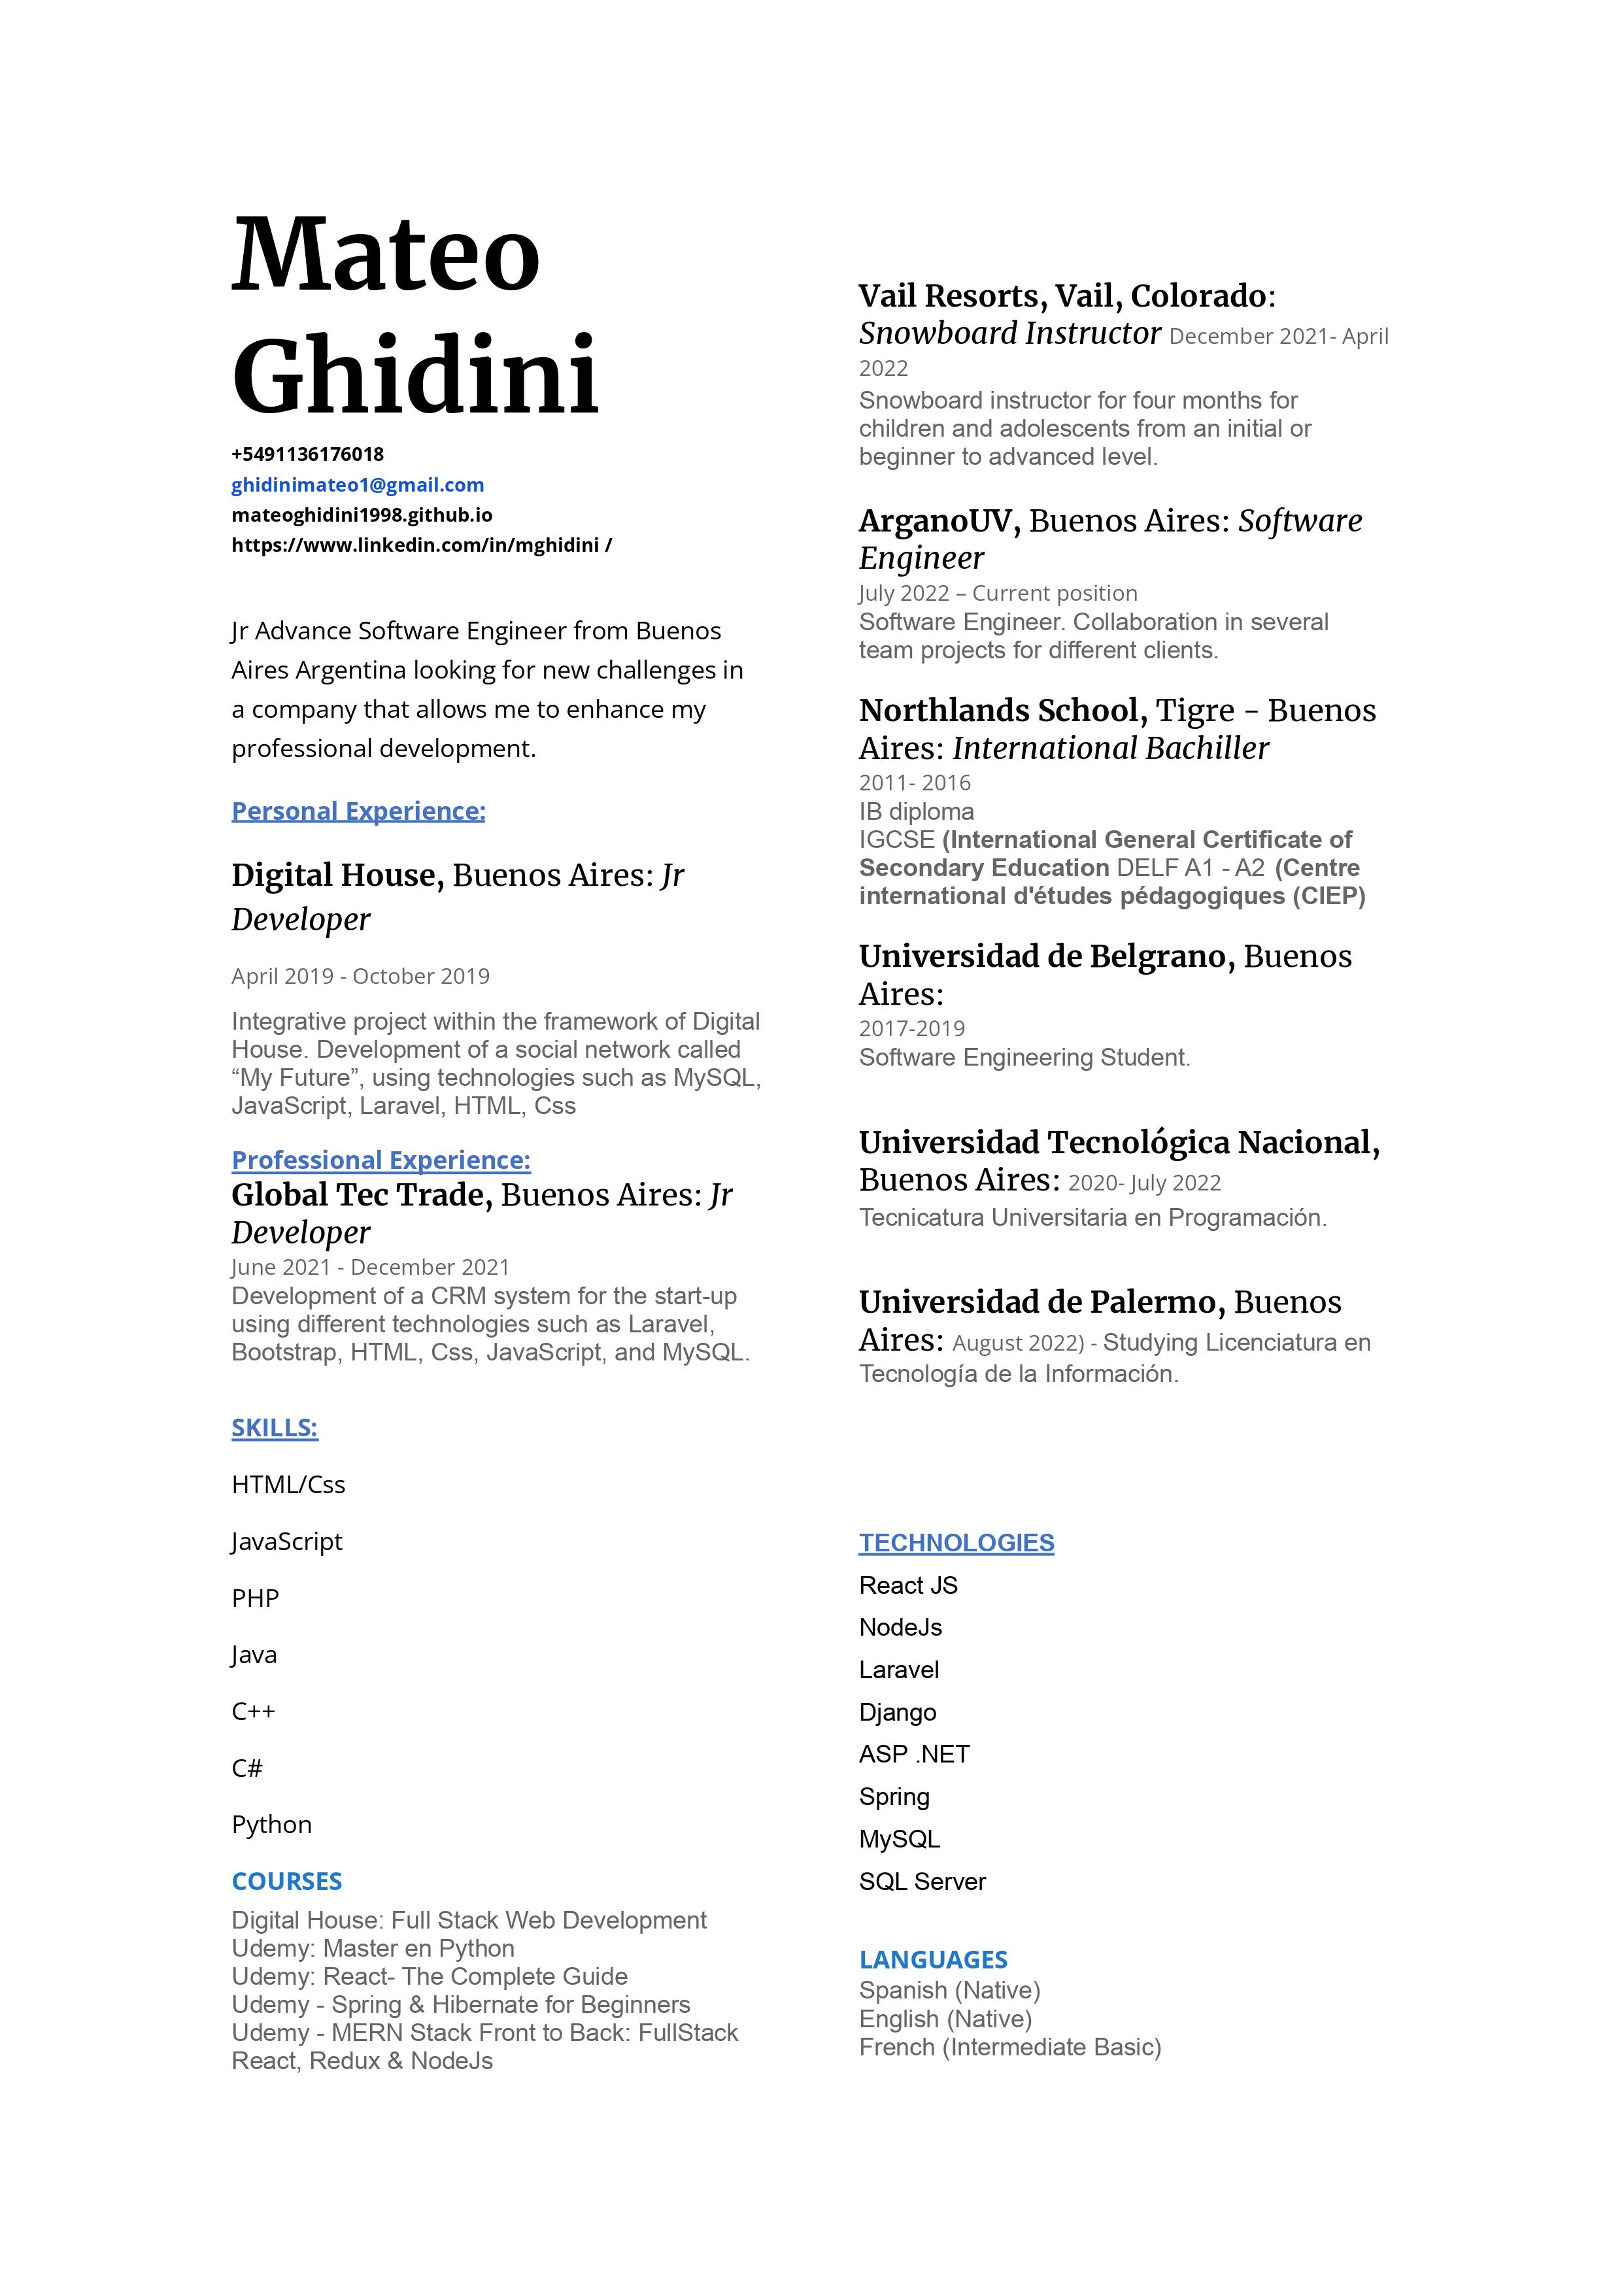 Mateo
Ghidini
+5491136176018
ghidinimateo1@gmail.com
mateoghidini1998.github.io
https://www.linkedin.com/in/mghidini /
Jr Advance Software Engineer from Buenos
Aires Argentina looking for new challenges in
a company that allows me to enhance my
professional development.
Personal Experience:
Digital House, Buenos Aires: Jr
Developer
April 2019 - October 2019
Integrative project within the framework of Digital
House. Development of a social network called
“My Future”, using technologies such as MySQL,
JavaScript, Laravel, HTML, Css
Professional Experience:
Global Tec Trade, Buenos Aires: Jr
Developer
June 2021 - December 2021
Development of a CRM system for the start-up
using different technologies such as Laravel,
Bootstrap, HTML, Css, JavaScript, and MySQL.
SKILLS:
HTML/Css
JavaScript
PHP
Java
C++
C#
Python
COURSES
Digital House: Full Stack Web Development
Udemy: Master en Python
Udemy: React- The Complete Guide
Udemy - Spring & Hibernate for Beginners
Udemy - MERN Stack Front to Back: FullStack
React, Redux & NodeJs
Vail Resorts, Vail, Colorado:
Snowboard Instructor December 2021- April
2022
Snowboard instructor for four months for
children and adolescents from an initial or
beginner to advanced level.
ArganoUV, Buenos Aires: Software
Engineer
July 2022 – Current position
Software Engineer. Collaboration in several
team projects for different clients.
Northlands School, Tigre - Buenos
Aires: International Bachiller
2011- 2016
IB diploma
IGCSE (International General Certificate of
Secondary Education DELF A1 - A2 (Centre
international d'études pédagogiques (CIEP)
Universidad de Belgrano, Buenos
Aires:
2017-2019
Software Engineering Student.
Universidad Tecnológica Nacional,
Buenos Aires: 2020- July 2022
Tecnicatura Universitaria en Programación.
Universidad de Palermo, Buenos
Aires: August 2022) - Studying Licenciatura en
Tecnología de la Información.
TECHNOLOGIES
React JS
NodeJs
Laravel
Django
ASP .NET
Spring
MySQL
SQL Server
LANGUAGES
Spanish (Native)
English (Native)
French (Intermediate Basic)